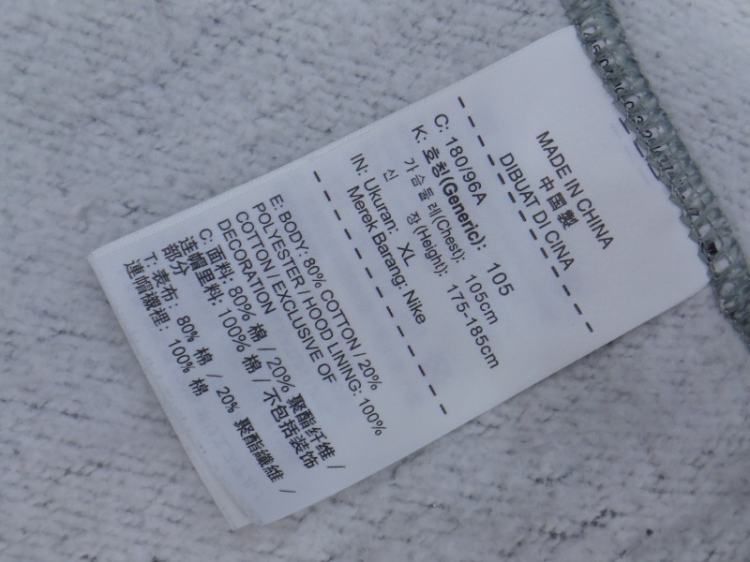 MADE IN CHINA
中國製
DIBUAT DI CINA
C: 180/96A
K: 호칭(Generic): 105
가슴둘레(Chest): 105cm
신 장(Height): 175-185cm
IN: Ukuran: XL
Merek Barang: Nike
E: BODY: 80% COTTON / 20%
POLYESTER / HOOD LINING: 100%
COTTON / EXCLUSIVE OF
DECORATION
C: 面料: 80% 棉 / 20% 聚酯纤维 /
连帽里料: 100% 棉 / 不包括装饰
部分
T: 表布: 80% 棉 / 20% 聚酯纖維 /
連帽襯裡: 100% 棉